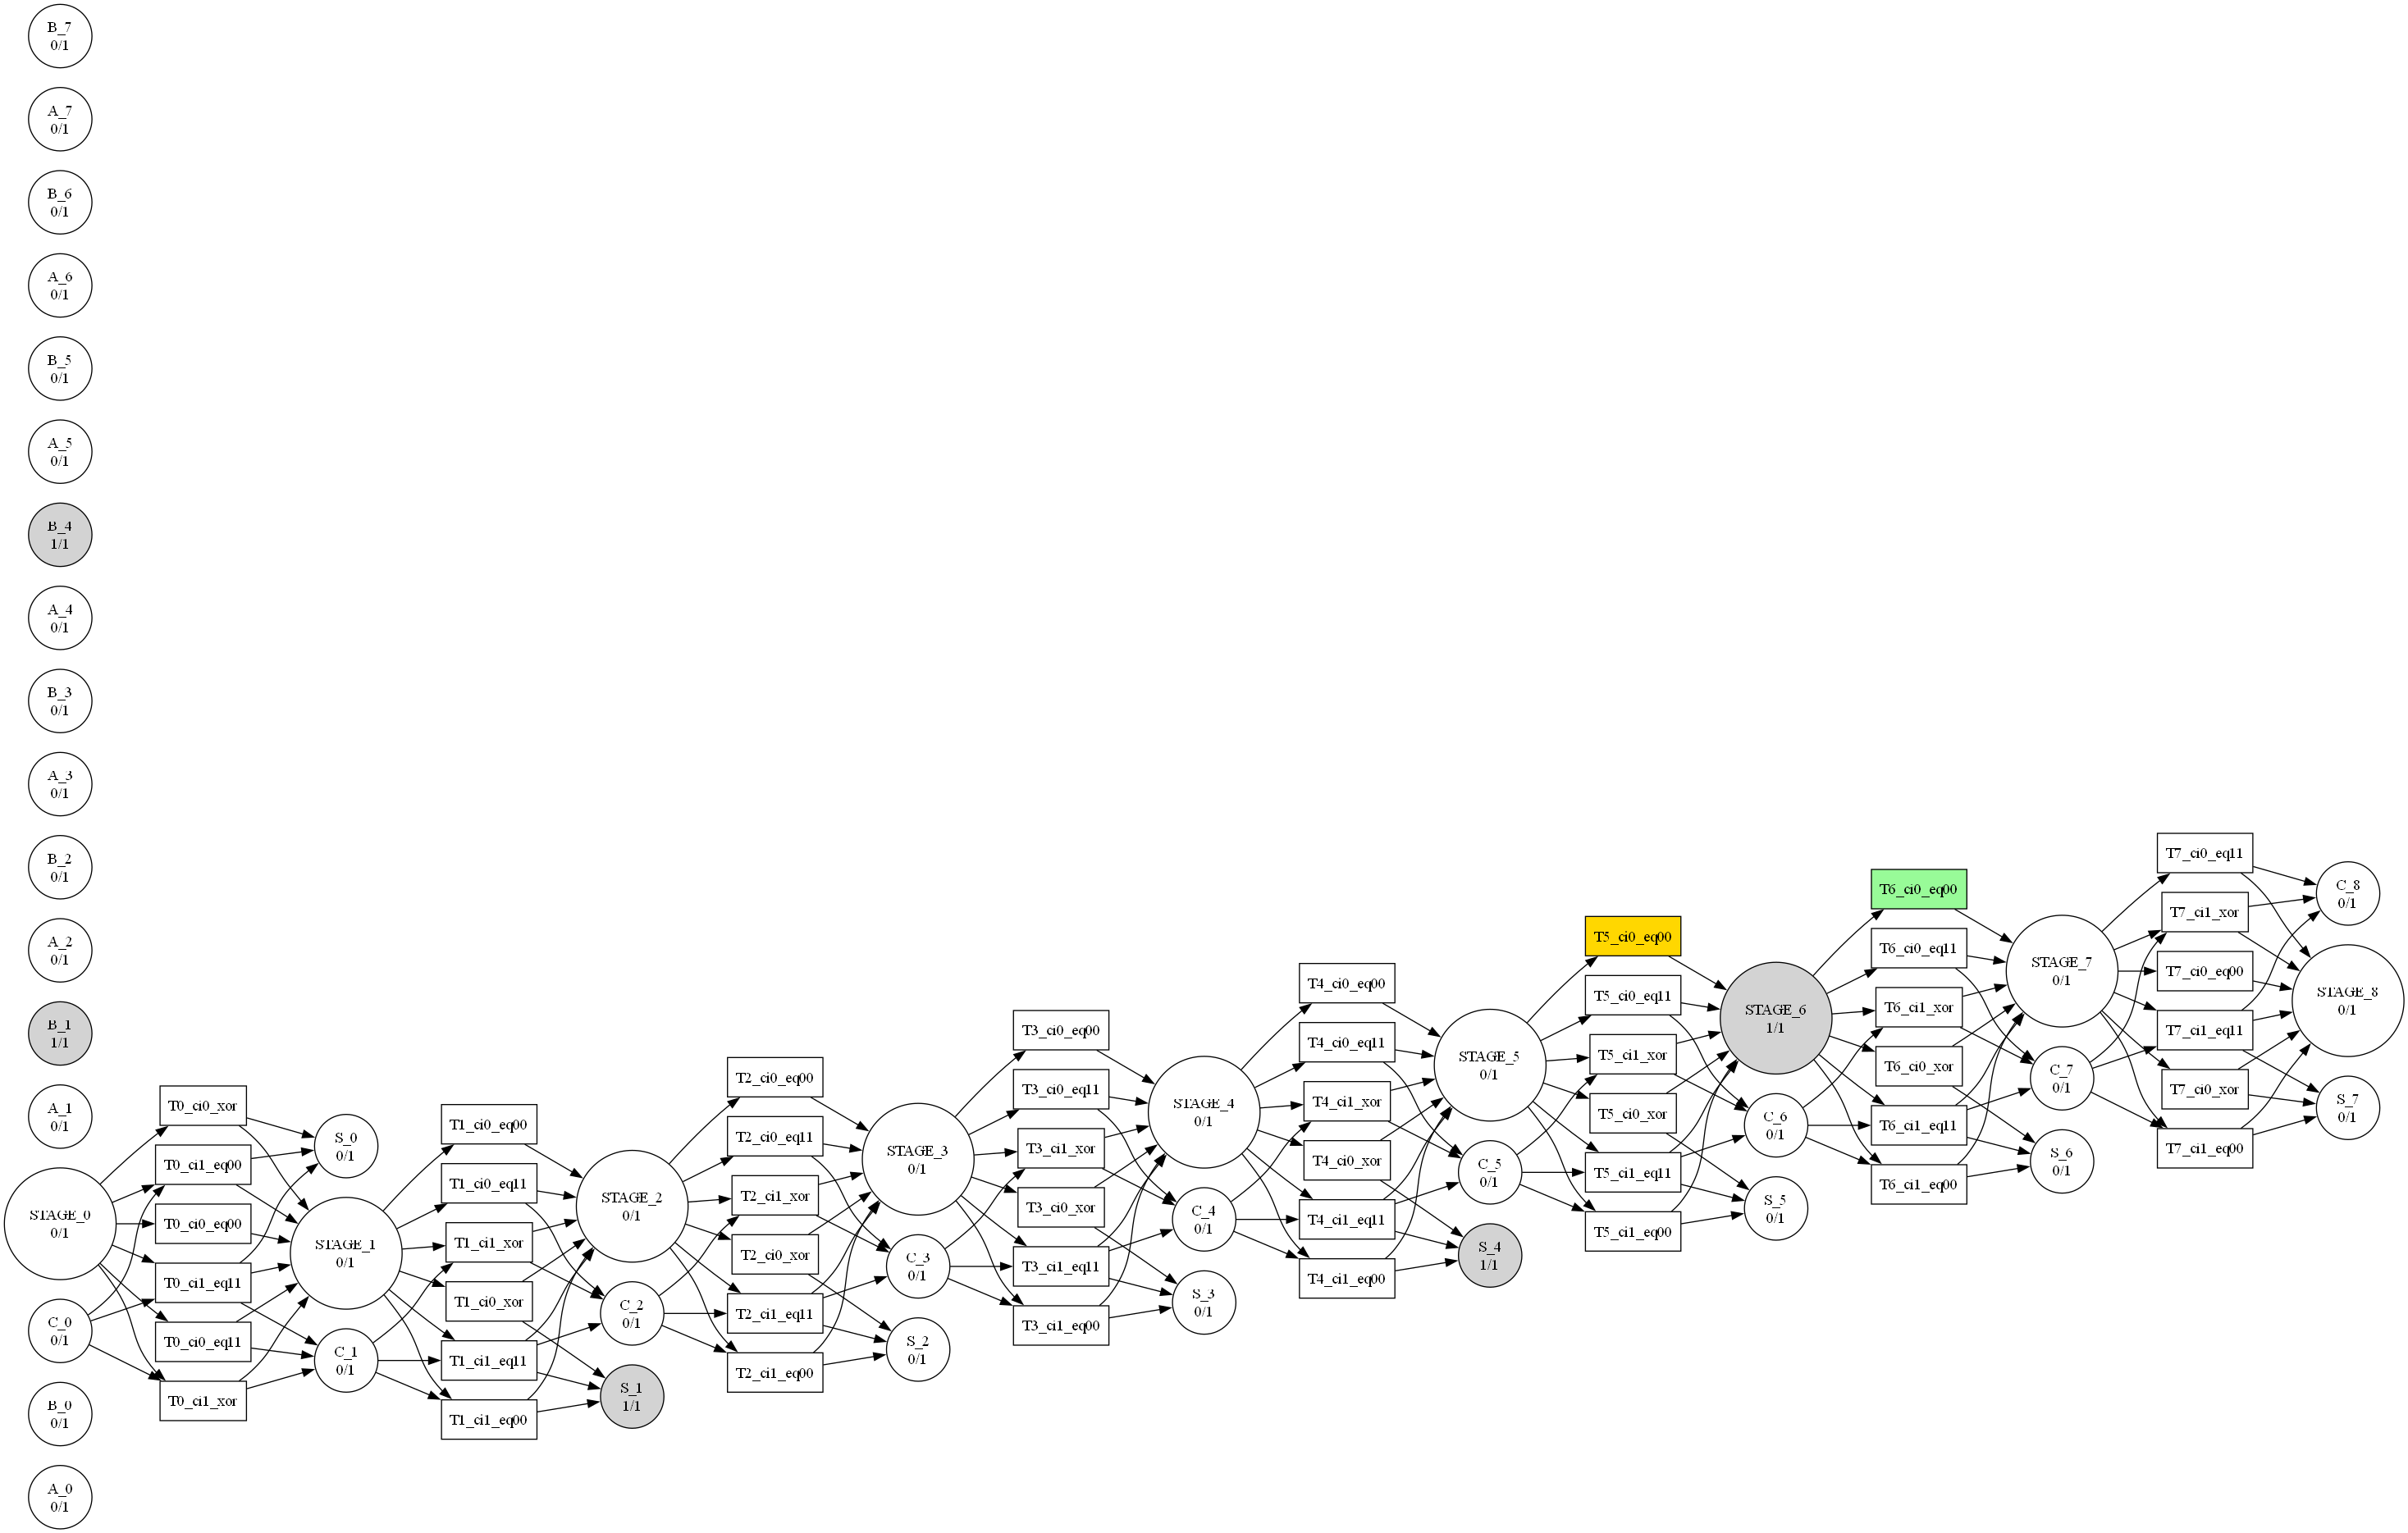 B_7
0/1
A_7
0/1
B_6
0/1
A_6
0/1
B_5
0/1
A_5
0/1
B_4
1/1
A_4
0/1
B_3
0/1
A_3
0/1
B_2
0/1
A_2
0/1
B_1
1/1
A_1
0/1
STAGE_0
0/1
C_0
0/1
B_0
0/1
A_0
0/1
T0_ci0_xor
T0_ci1_eq00
T0_ci0_eq00
T0_ci1_eq11
T0_ci0_eq11
T0_ci1_xor
S_0
0/1
STAGE_1
0/1
C_1
0/1
T1_ci0_eq00
T1_ci0_eq11
T1_ci1_xor
T1_ci0_xor
T1_ci1_eq11
T1_ci1_eq00
STAGE_2
0/1
C_2
0/1
S_1
1/1
T2_ci0_eq00
T2_ci0_eq11
T2_ci1_xor
T2_ci0_xor
T2_ci1_eq11
T2_ci1_eq00
STAGE_3
0/1
C_3
0/1
S_2
0/1
T3_ci0_eq00
T3_ci0_eq11
T3_ci1_xor
T3_ci0_xor
T3_ci1_eq11
T3_ci1_eq00
STAGE_4
0/1
C_4
0/1
S_3
0/1
T4_ci0_eq00
T4_ci0_eq11
T4_ci1_xor
T4_ci0_xor
T4_ci1_eq11
T4_ci1_eq00
STAGE_5
0/1
C_5
0/1
S_4
1/1
T5_ci0_eq00
T5_ci0_eq11
T5_ci1_xor
T5_ci0_xor
T5_ci1_eq11
T5_ci1_eq00
STAGE_6
1/1
C_6
0/1
S_5
0/1
T6_ci0_eq00
T6_ci0_eq11
T6_ci1_xor
T6_ci0_xor
T6_ci1_eq11
T6_ci1_eq00
STAGE_7
0/1
C_7
0/1
S_6
0/1
T7_ci0_eq11
T7_ci1_xor
T7_ci0_eq00
T7_ci1_eq11
T7_ci0_xor
T7_ci1_eq00
C_8
0/1
STAGE_8
0/1
S_7
0/1